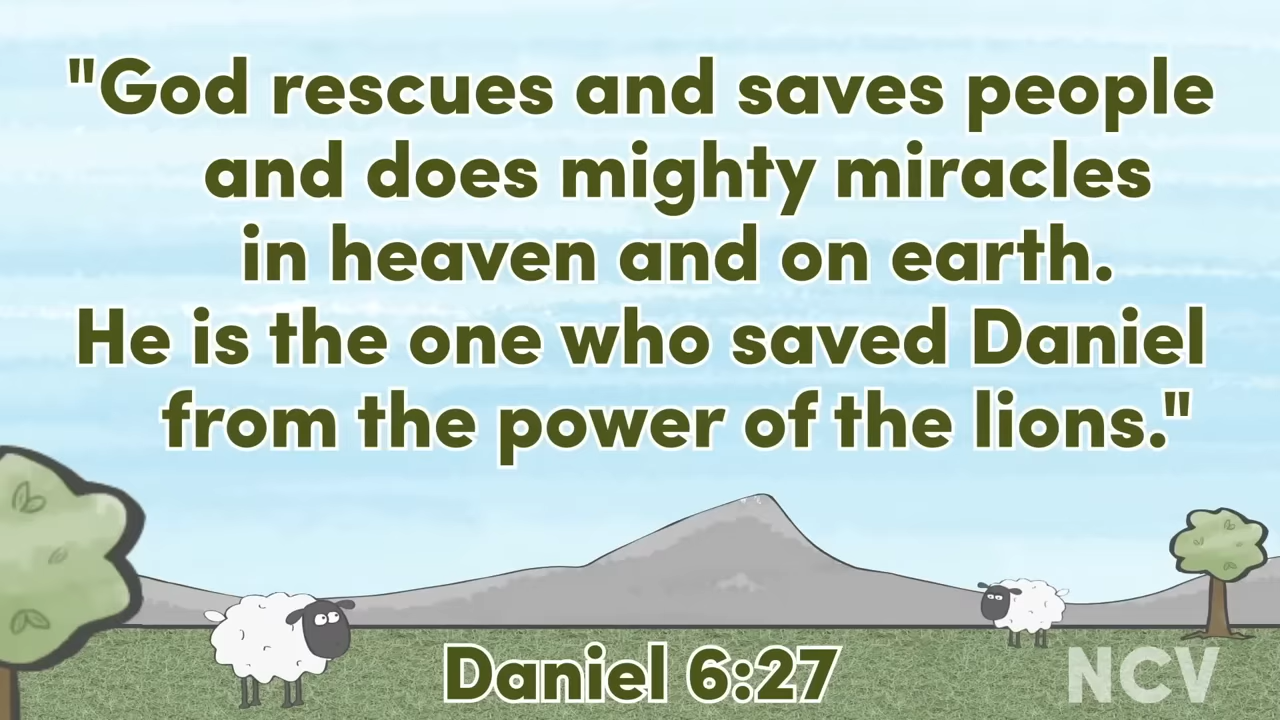 "God rescues and saves people
and does mighty miracles
in heaven and on earth.
He is the one who saved Daniel
from the power of the lions."
Daniel 6:27
NCV